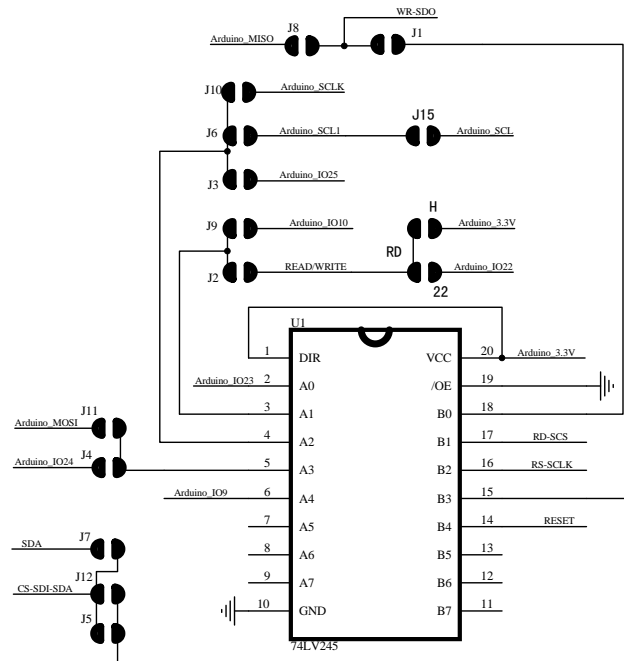 WR-SDO
Arduino_MISO J8 J1
J10 Arduino_SCLK
J6 Arduino_SCL1 J15 Arduino_SCL
J3 Arduino_IO25
J9 Arduino_IO10 H Arduino_3.3V
RD
J2 READ/WRITE Arduino_IO22
22
U1
1 DIR VCC 20 Arduino_3.3V
Arduino_IO23 2 A0 /OE 19
3 A1 B0 18
J11
Arduino_MOSI
4 A2 B1 17 RD-SCS
J4
Arduino_IO24 5 A3 B2 16 RS-SCLK
Arduino_IO9 6 A4 B3 15
7 A5 B4 14 RESET
J7
SDA 8 A6 B5 13
J12
CS-SDI-SDA 9 A7 B6 12
J5
10 GND B7 11
74LV245